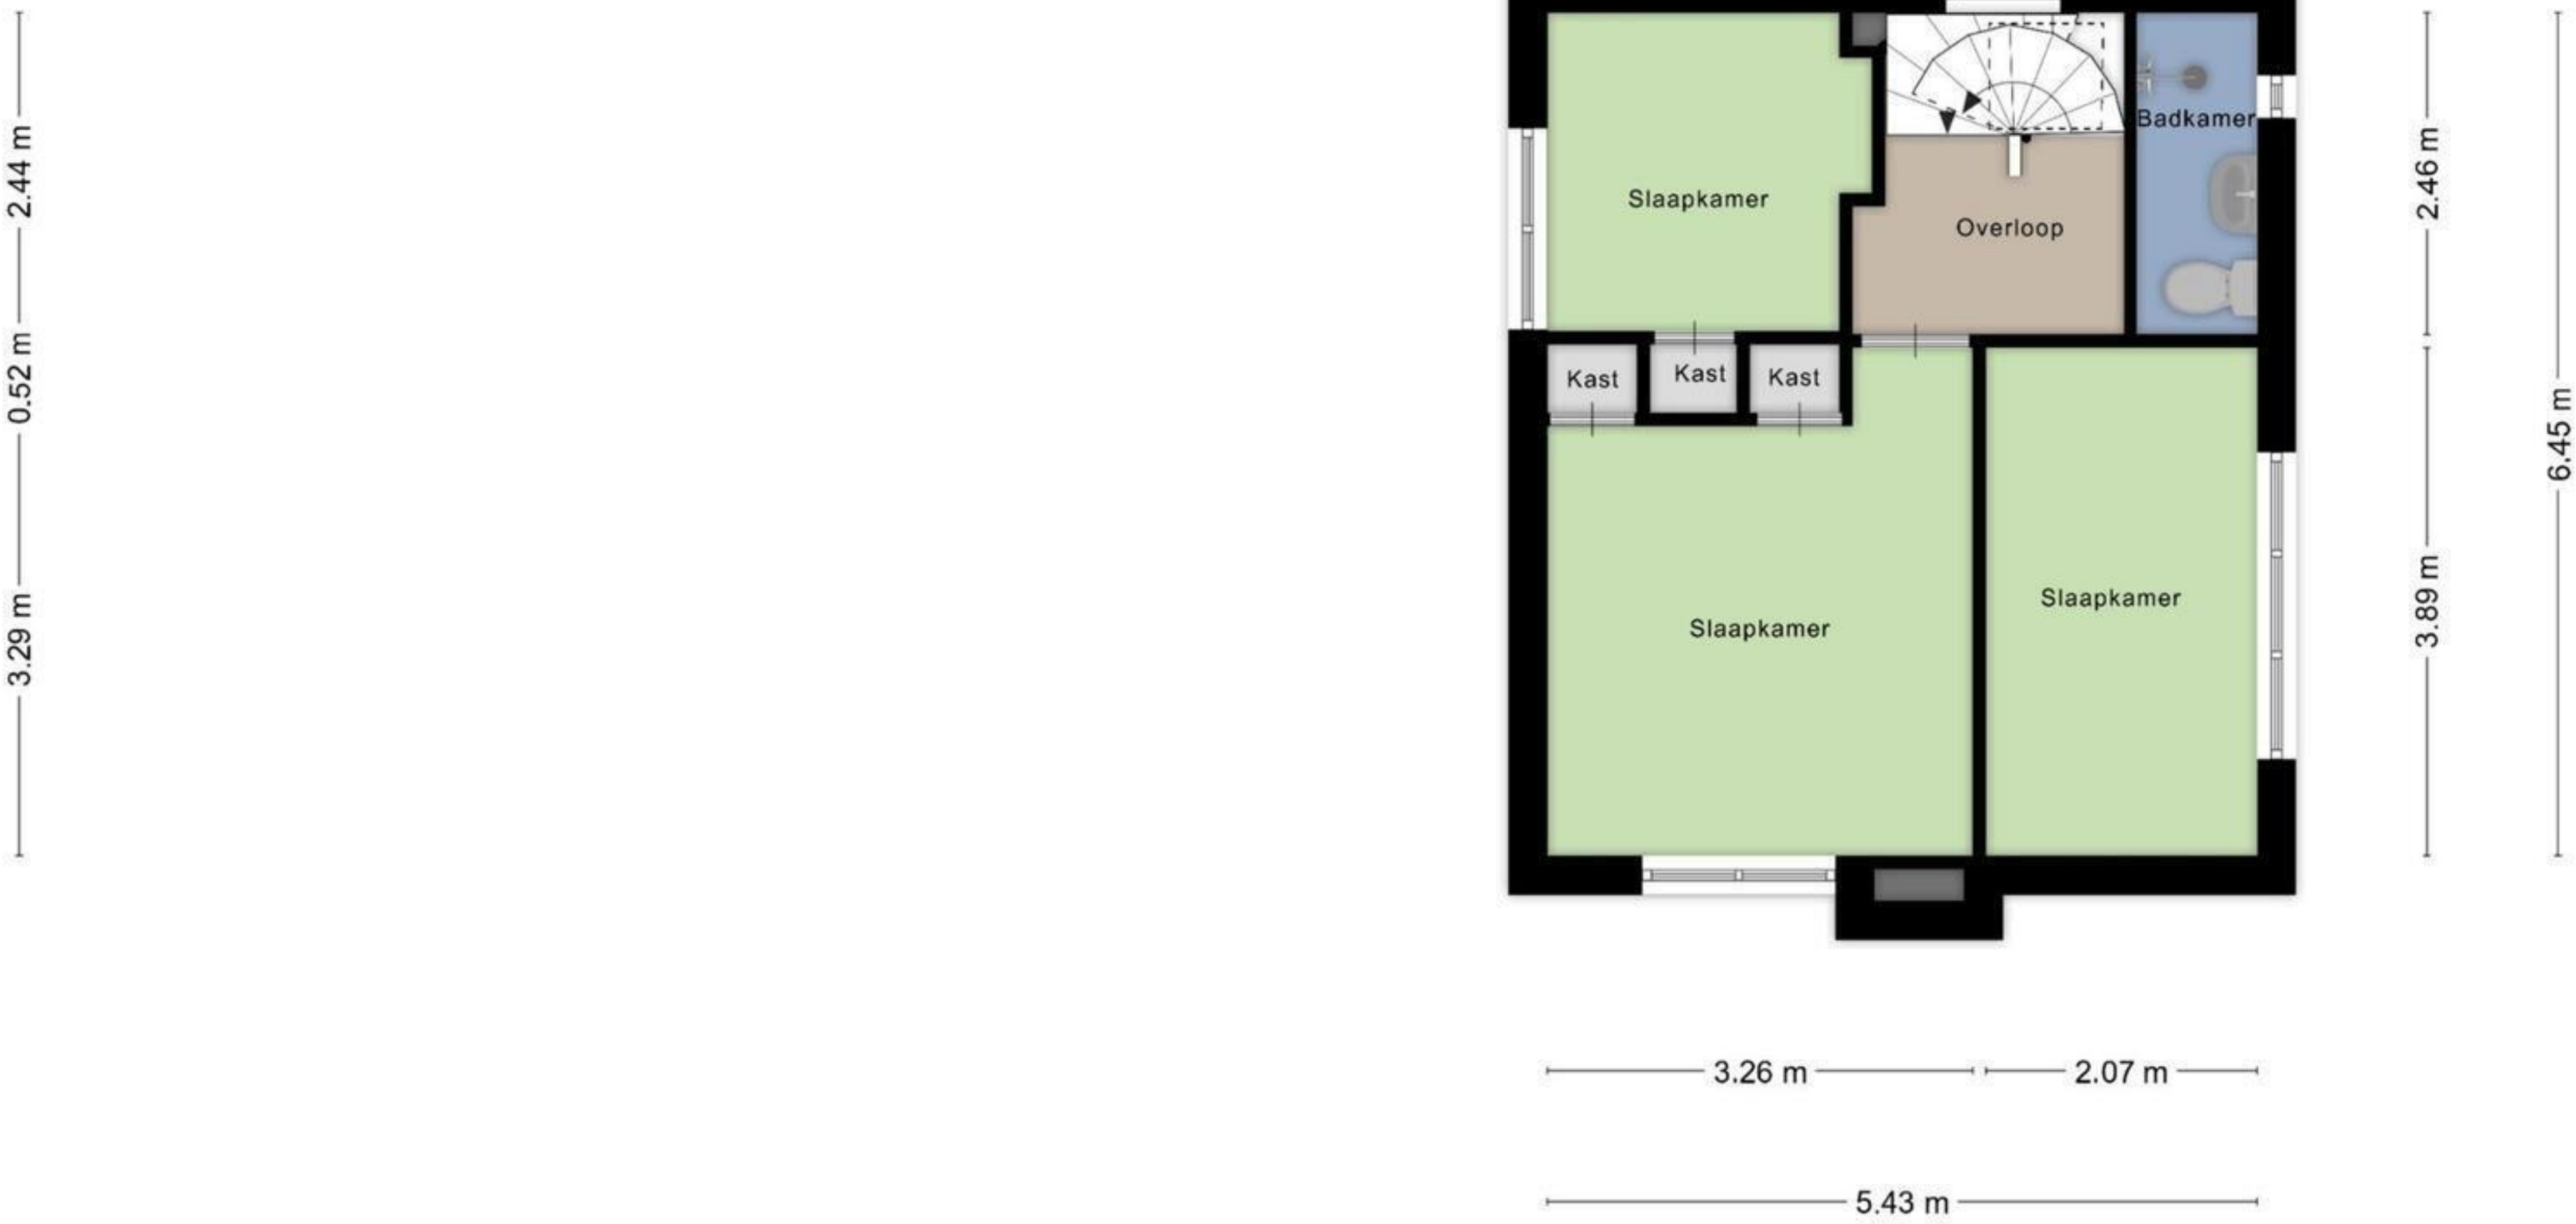 2.44 m
0.52 m
3.29 m
Slaapkamer
Badkamer
Overloop
Kast
Kast
Kast
Slaapkamer
Slaapkamer
2.46 m
3.89 m
6.45 m
3.26 m
2.07 m
5.43 m